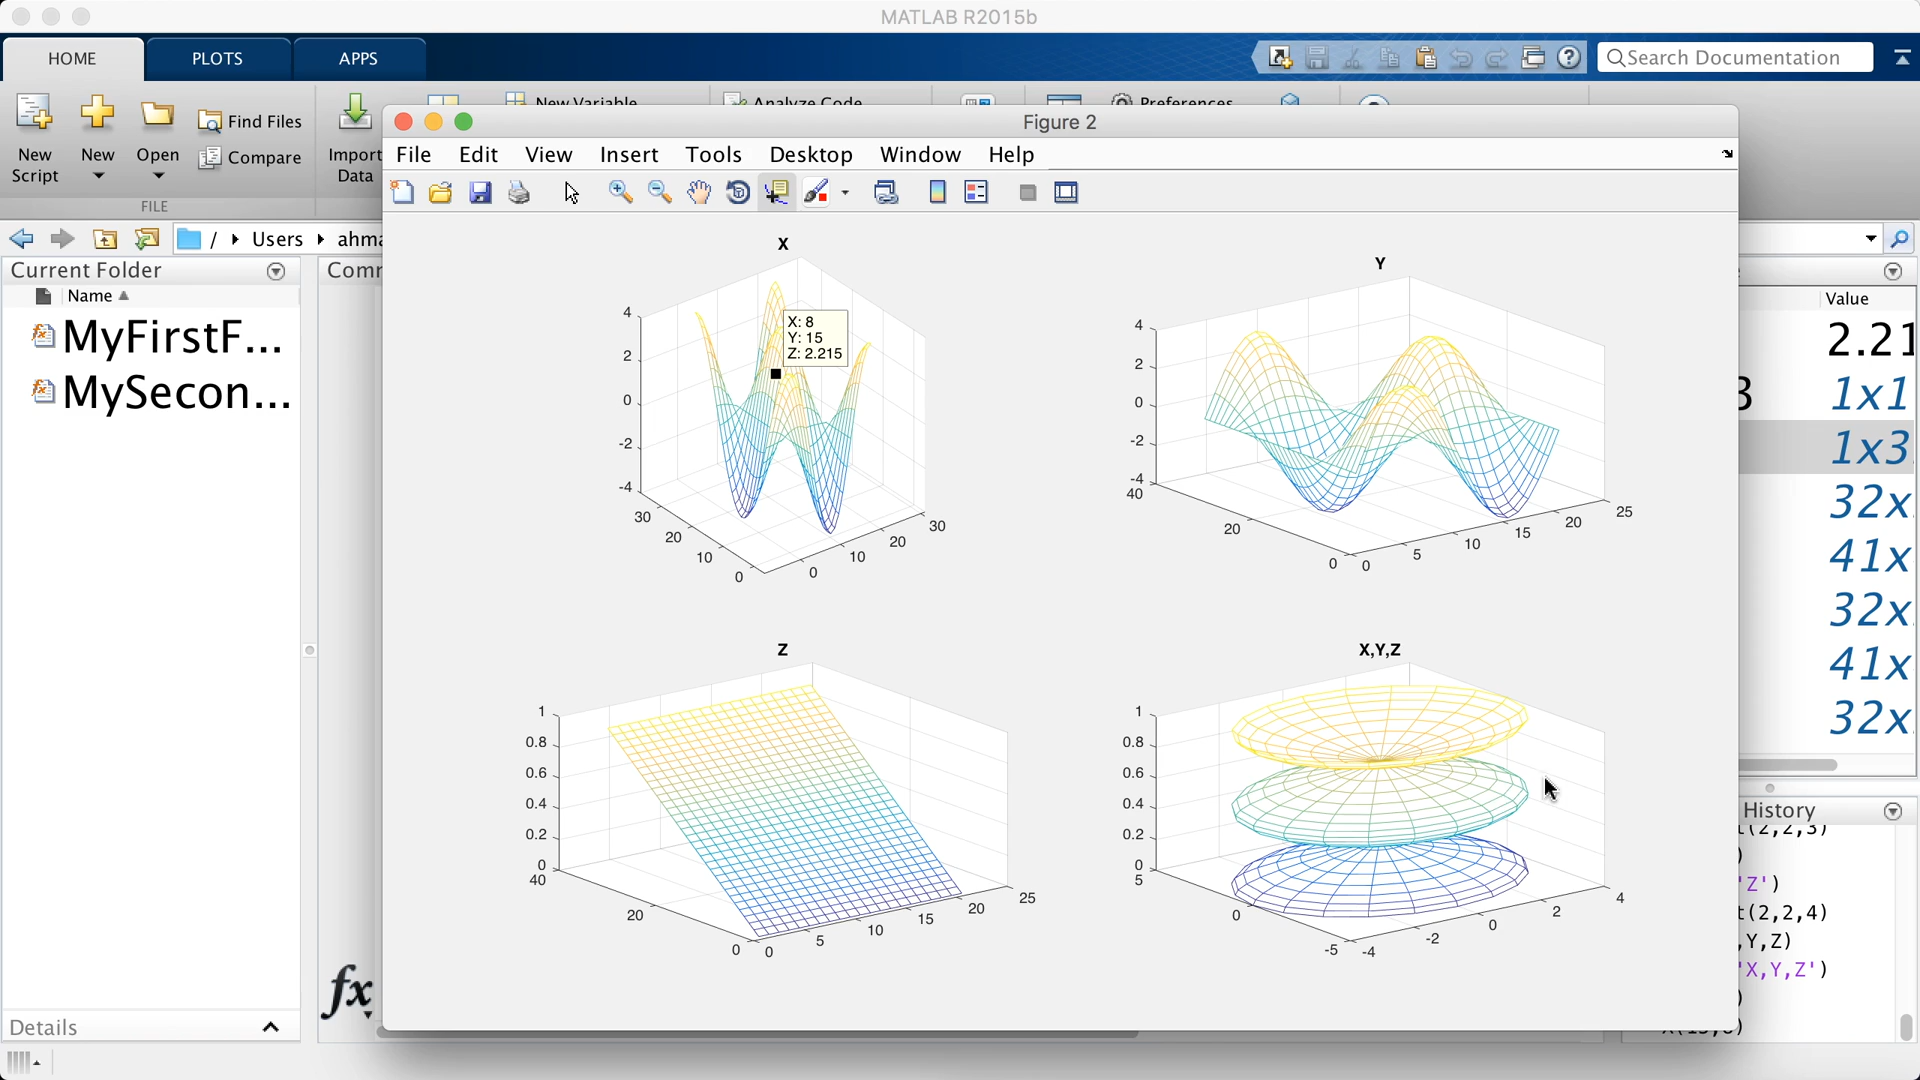 MATLAB R2015b
HOME
PLOTS
APPS
Search Documentation
New Variable
Analyze Code
Preferences
Find Files
Compare
New Script
New
Open
Import Data
FILE
Figure 2
File Edit View Insert Tools Desktop Window Help
/ Users
Current Folder
Name
MyFirstF...
MySecon...
Details
fx
Value
2.21
1x1
1x3
32x
41x
32x
41x
32x
X
4
2
0
-2
-4
30
20
10
0
0
10
20
30
X: 8
Y: 15
Z: 2.215
Y
4
2
0
-2
-4
40
20
0
0
5
10
15
20
25
Z
1
0.8
0.6
0.4
0.2
0
40
20
0
0
5
10
15
20
25
X,Y,Z
1
0.8
0.6
0.4
0.2
0
5
0
-5
-4
-2
0
2
4
History
'Z')
t(2,2,4)
,Y,Z)
'X,Y,Z')